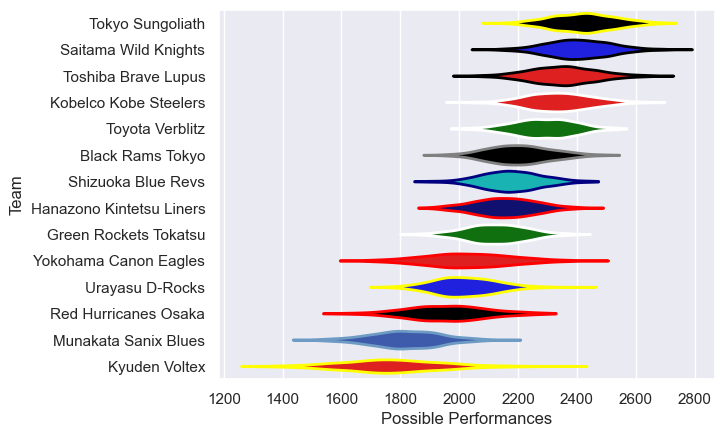 Tokyo Sungoliath
Saitama Wild Knights
Toshiba Brave Lupus
Kobelco Kobe Steelers
Toyota Verblitz
Black Rams Tokyo
Shizuoka Blue Revs
Hanazono Kintetsu Liners
Green Rockets Tokatsu
Yokohama Canon Eagles
Urayasu D-Rocks
Red Hurricanes Osaka
Munakata Sanix Blues
Kyuden Voltex
Team
1200 1400 1600 1800 2000 2200 2400 2600 2800
Possible Performances